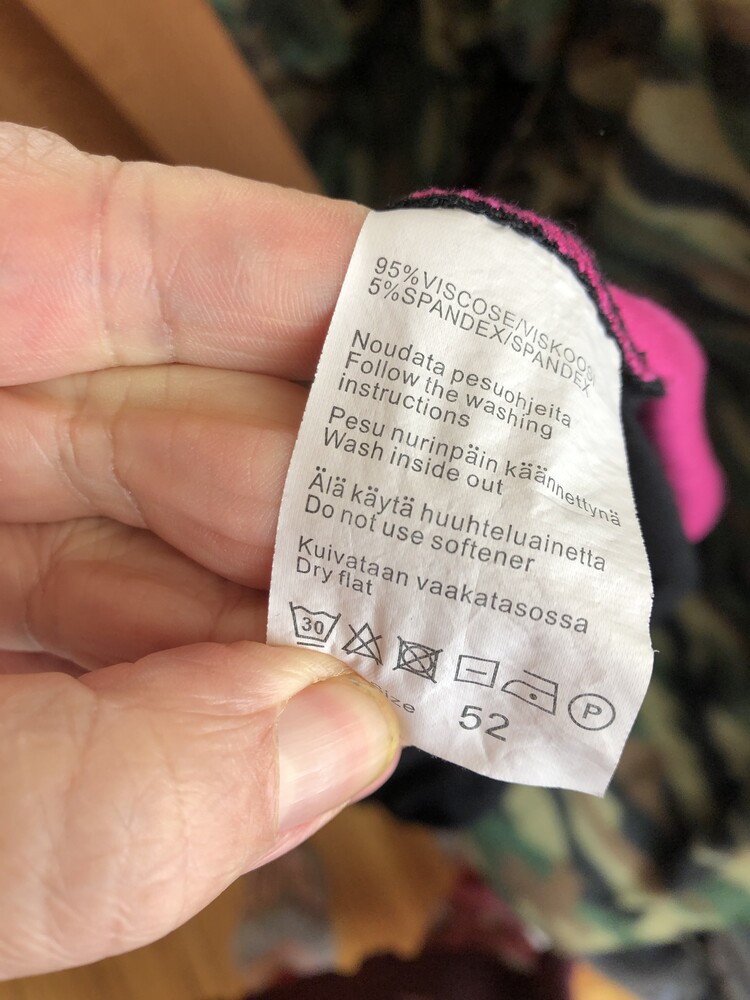 95%VISCOSE/VISKOOSI
5%SPANDEX/SPANDEX
Noudata pesuohjeita
Follow the washing
instructions
Pesu nurinpäin käännettynä
Wash inside out
Älä käytä huuhteluainetta
Do not use softener
Kuivataan vaakatasossa
Dry flat
30
P
52